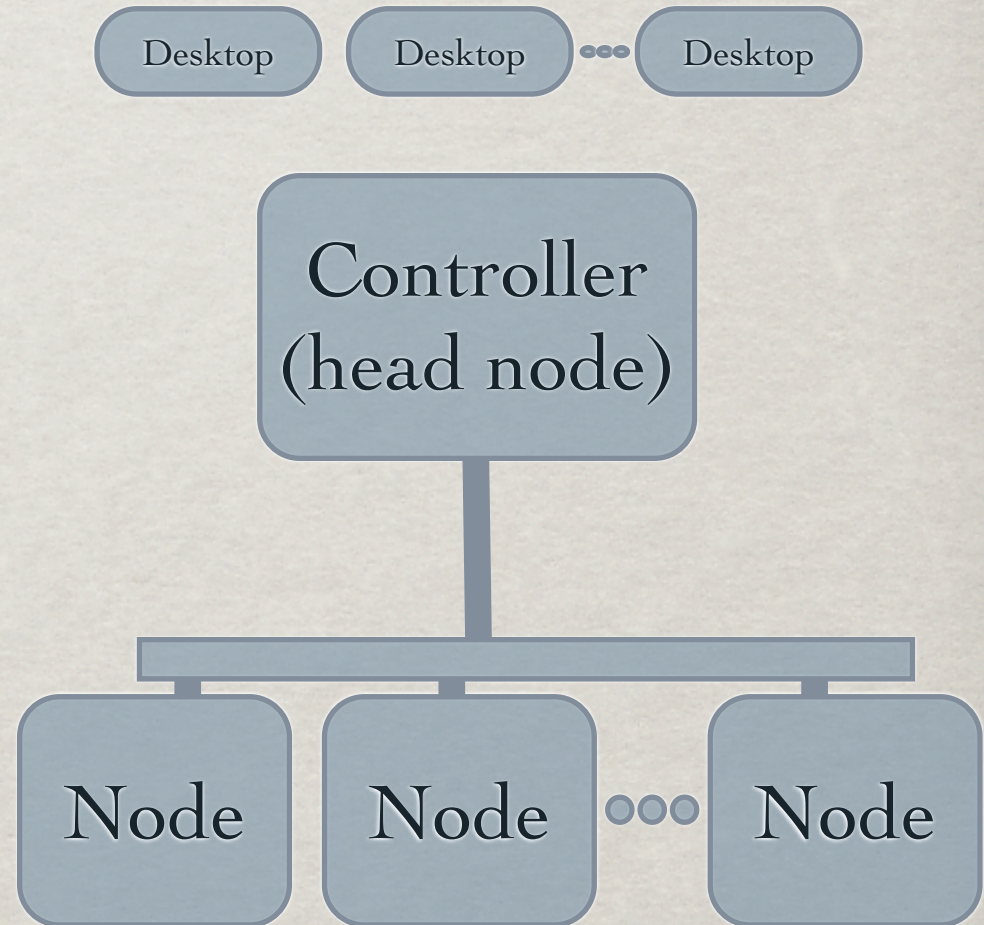 Desktop
Desktop
Desktop
Controller
(head node)
Node
Node
Node